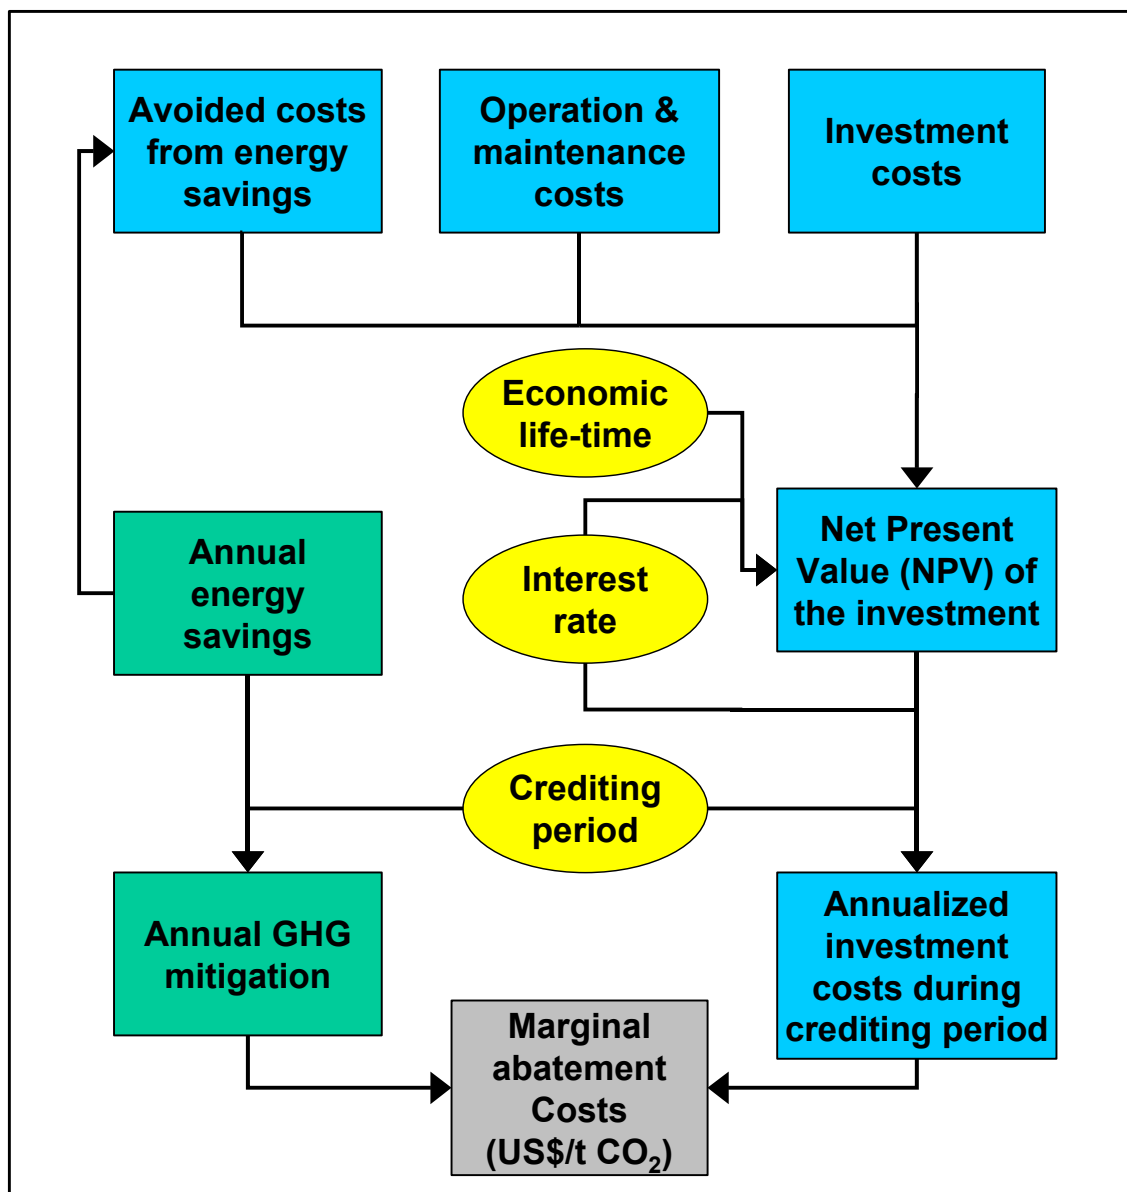 Avoided costs
from energy
savings
Operation &
maintenance
costs
Investment
costs
Economic
life-time
Annual
energy
savings
Interest
rate
Net Present
Value (NPV) of
the investment
Crediting
period
Annual GHG
mitigation
Annualized
investment
costs during
crediting period
Marginal
abatement
Costs
(US$/t CO₂)